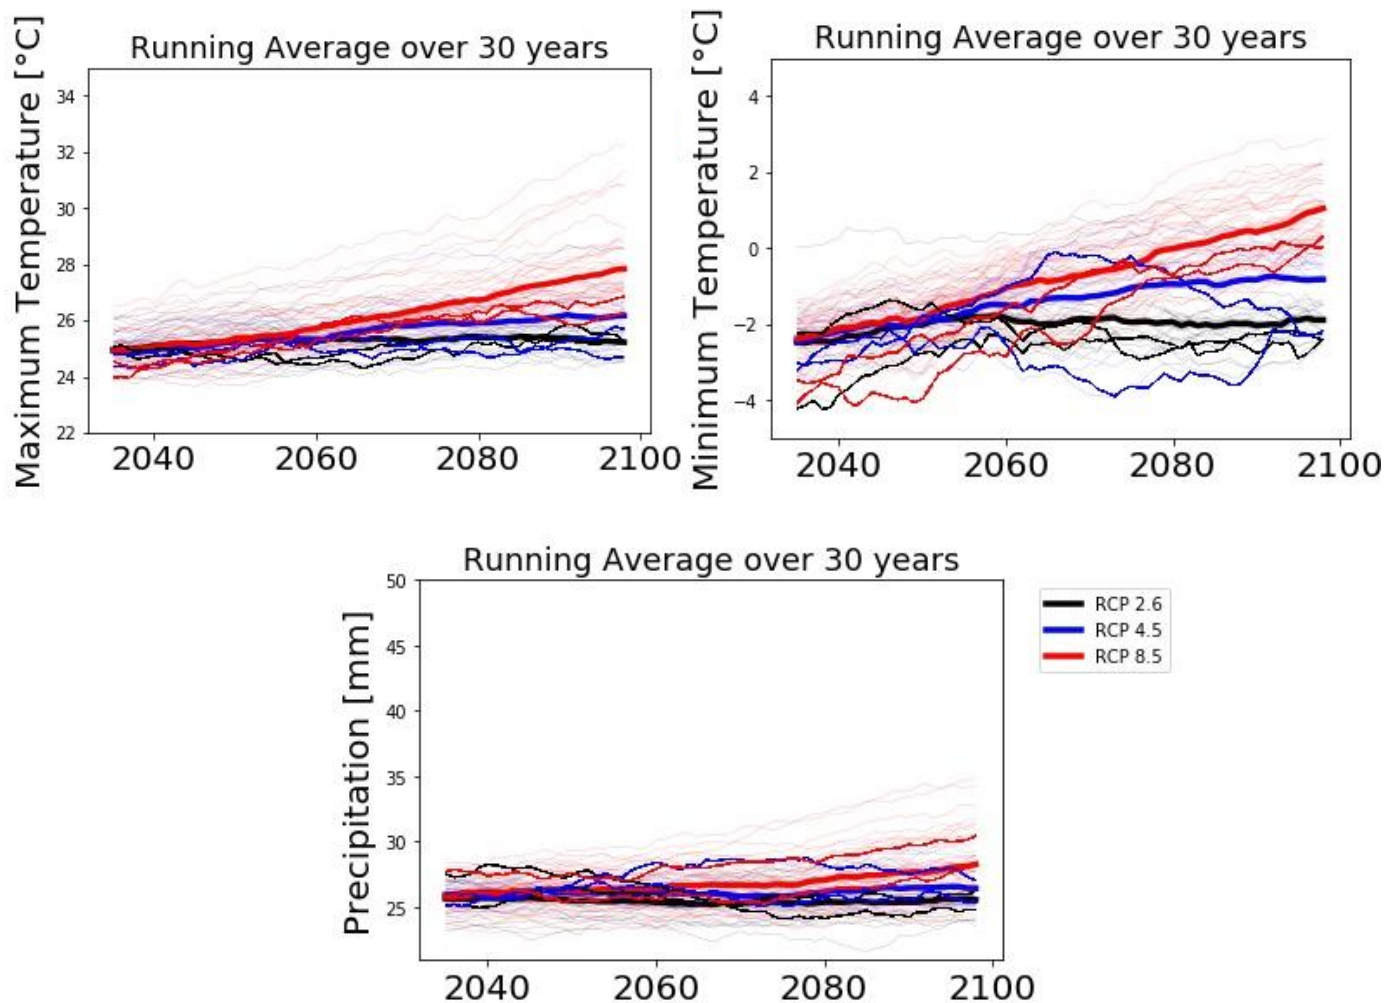 Running Average over 30 years
Maximum Temperature [°C]
34
32
30
28
26
24
22
2040 2060 2080 2100
Running Average over 30 years
Minimum Temperature [°C]
4
2
0
−2
−4
2040 2060 2080 2100
Running Average over 30 years
Precipitation [mm]
50
45
40
35
30
25
2040 2060 2080 2100
RCP 2.6
RCP 4.5
RCP 8.5